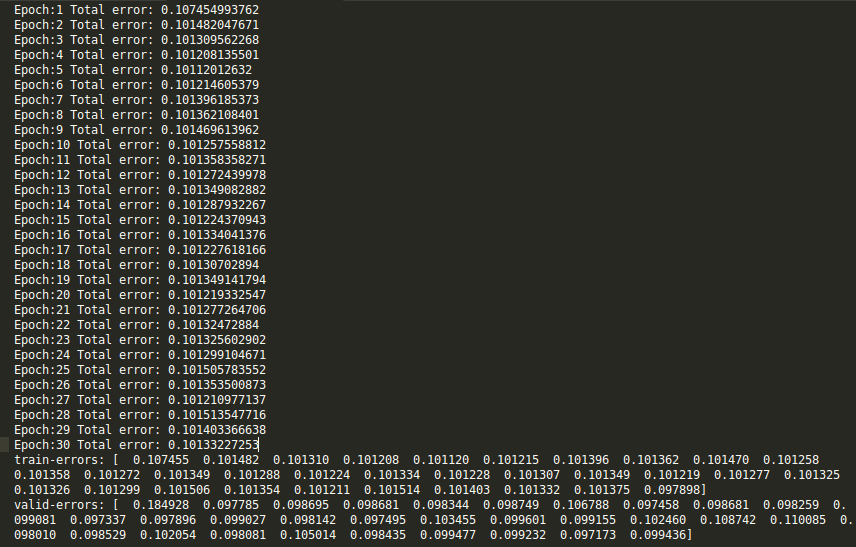 Epoch:1 Total error: 0.107454993762
Epoch:2 Total error: 0.101482047671
Epoch:3 Total error: 0.101309562268
Epoch:4 Total error: 0.101208135501
Epoch:5 Total error: 0.10112012632
Epoch:6 Total error: 0.101214605379
Epoch:7 Total error: 0.101396185373
Epoch:8 Total error: 0.101362108401
Epoch:9 Total error: 0.101469613962
Epoch:10 Total error: 0.101257558812
Epoch:11 Total error: 0.101358358271
Epoch:12 Total error: 0.101272439978
Epoch:13 Total error: 0.101349082882
Epoch:14 Total error: 0.101287932267
Epoch:15 Total error: 0.101224370943
Epoch:16 Total error: 0.101334041376
Epoch:17 Total error: 0.101227618166
Epoch:18 Total error: 0.10130702894
Epoch:19 Total error: 0.101349141794
Epoch:20 Total error: 0.101219332547
Epoch:21 Total error: 0.101277264706
Epoch:22 Total error: 0.10132472884
Epoch:23 Total error: 0.101325602902
Epoch:24 Total error: 0.101299104671
Epoch:25 Total error: 0.101505783552
Epoch:26 Total error: 0.101353500873
Epoch:27 Total error: 0.101210977137
Epoch:28 Total error: 0.101513547716
Epoch:29 Total error: 0.101403366638
Epoch:30 Total error: 0.10133227253
train-errors: [ 0.107455 0.101482 0.101310 0.101208 0.101120 0.101215 0.101396 0.101362 0.101470 0.101258
0.101358 0.101272 0.101349 0.101288 0.101224 0.101334 0.101228 0.101307 0.101349 0.101219 0.101277 0.101325
0.101326 0.101299 0.101506 0.101354 0.101211 0.101514 0.101403 0.101332 0.101375 0.097898]
valid-errors: [ 0.184928 0.097785 0.098695 0.098681 0.098344 0.098749 0.106788 0.097458 0.098681 0.098259 0.
099081 0.097337 0.097896 0.099027 0.098142 0.097495 0.103455 0.099601 0.099155 0.102460 0.108742 0.110085 0.
098010 0.098529 0.102054 0.098081 0.105014 0.098435 0.099477 0.099232 0.097173 0.099436]